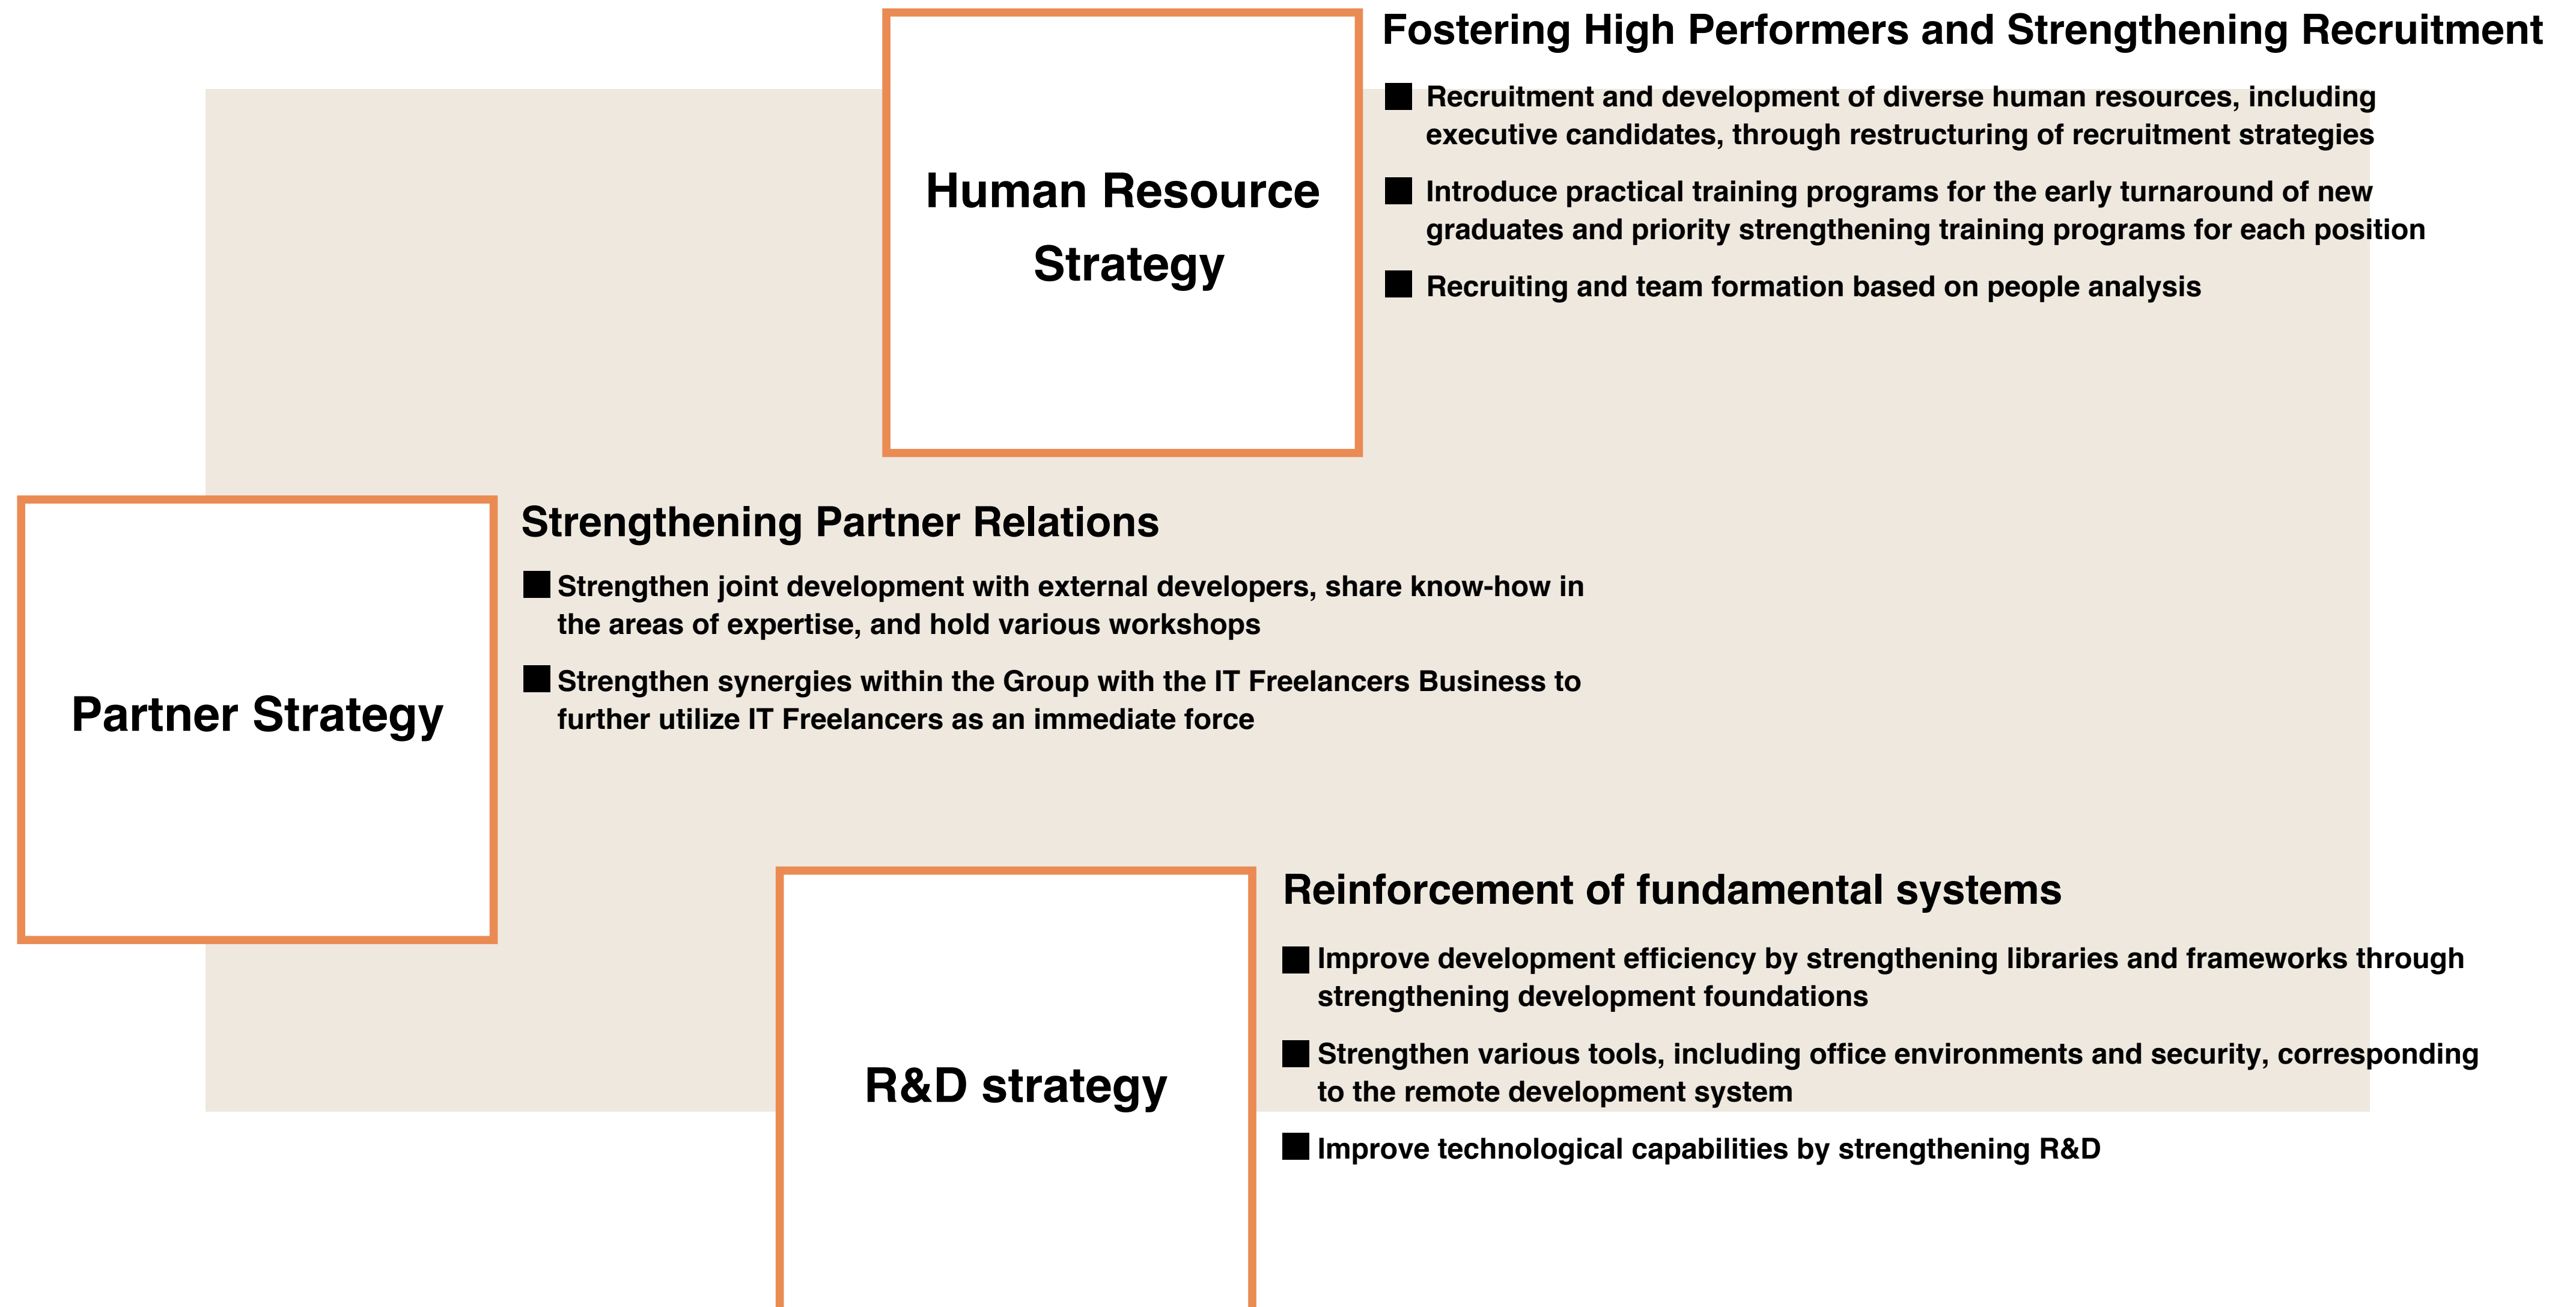 Human Resource
Strategy
Fostering High Performers and Strengthening Recruitment
Recruitment and development of diverse human resources, including
executive candidates, through restructuring of recruitment strategies
Introduce practical training programs for the early turnaround of new
graduates and priority strengthening training programs for each position
Recruiting and team formation based on people analysis
Partner Strategy
Strengthening Partner Relations
Strengthen joint development with external developers, share know-how in
the areas of expertise, and hold various workshops
Strengthen synergies within the Group with the IT Freelancers Business to
further utilize IT Freelancers as an immediate force
R&D strategy
Reinforcement of fundamental systems
Improve development efficiency by strengthening libraries and frameworks through
strengthening development foundations
Strengthen various tools, including office environments and security, corresponding
to the remote development system
Improve technological capabilities by strengthening R&D